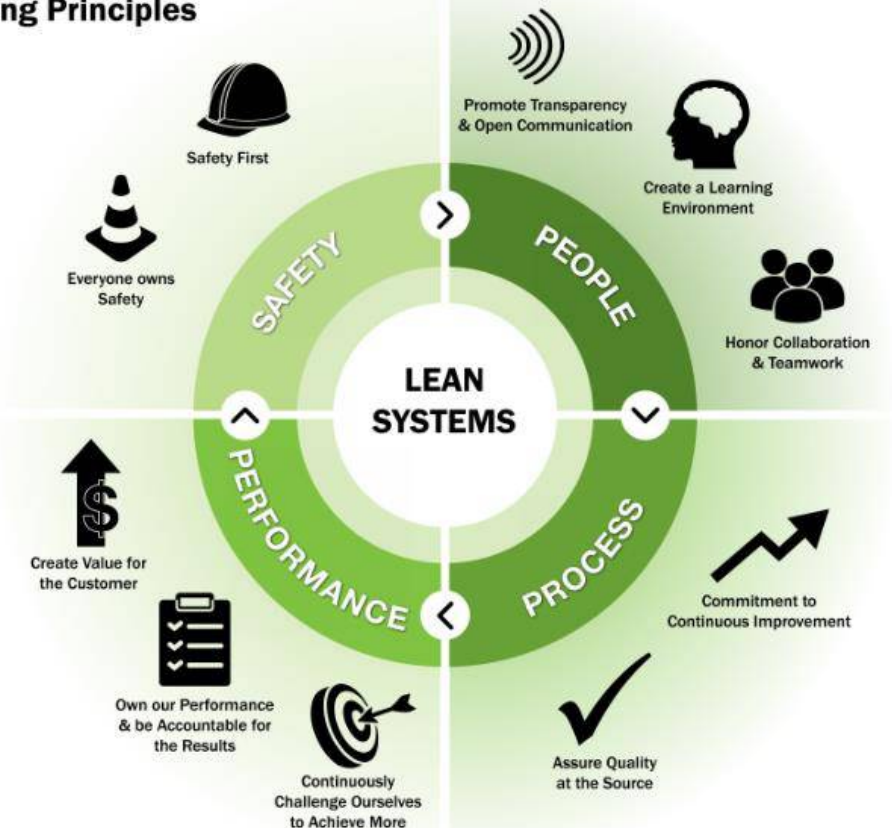 ng Principles
Safety First
Everyone owns
Safety
SAFETY
Promote Transparency
& Open Communication
Create a Learning
Environment
Honor Collaboration
& Teamwork
PEOPLE
LEAN
SYSTEMS
PROCESS
Commitment to
Continuous Improvement
Assure Quality
at the Source
PERFORMANCE
Create Value for
the Customer
$
Own our Performance
& be Accountable for
the Results
Continuously
Challenge Ourselves
to Achieve More